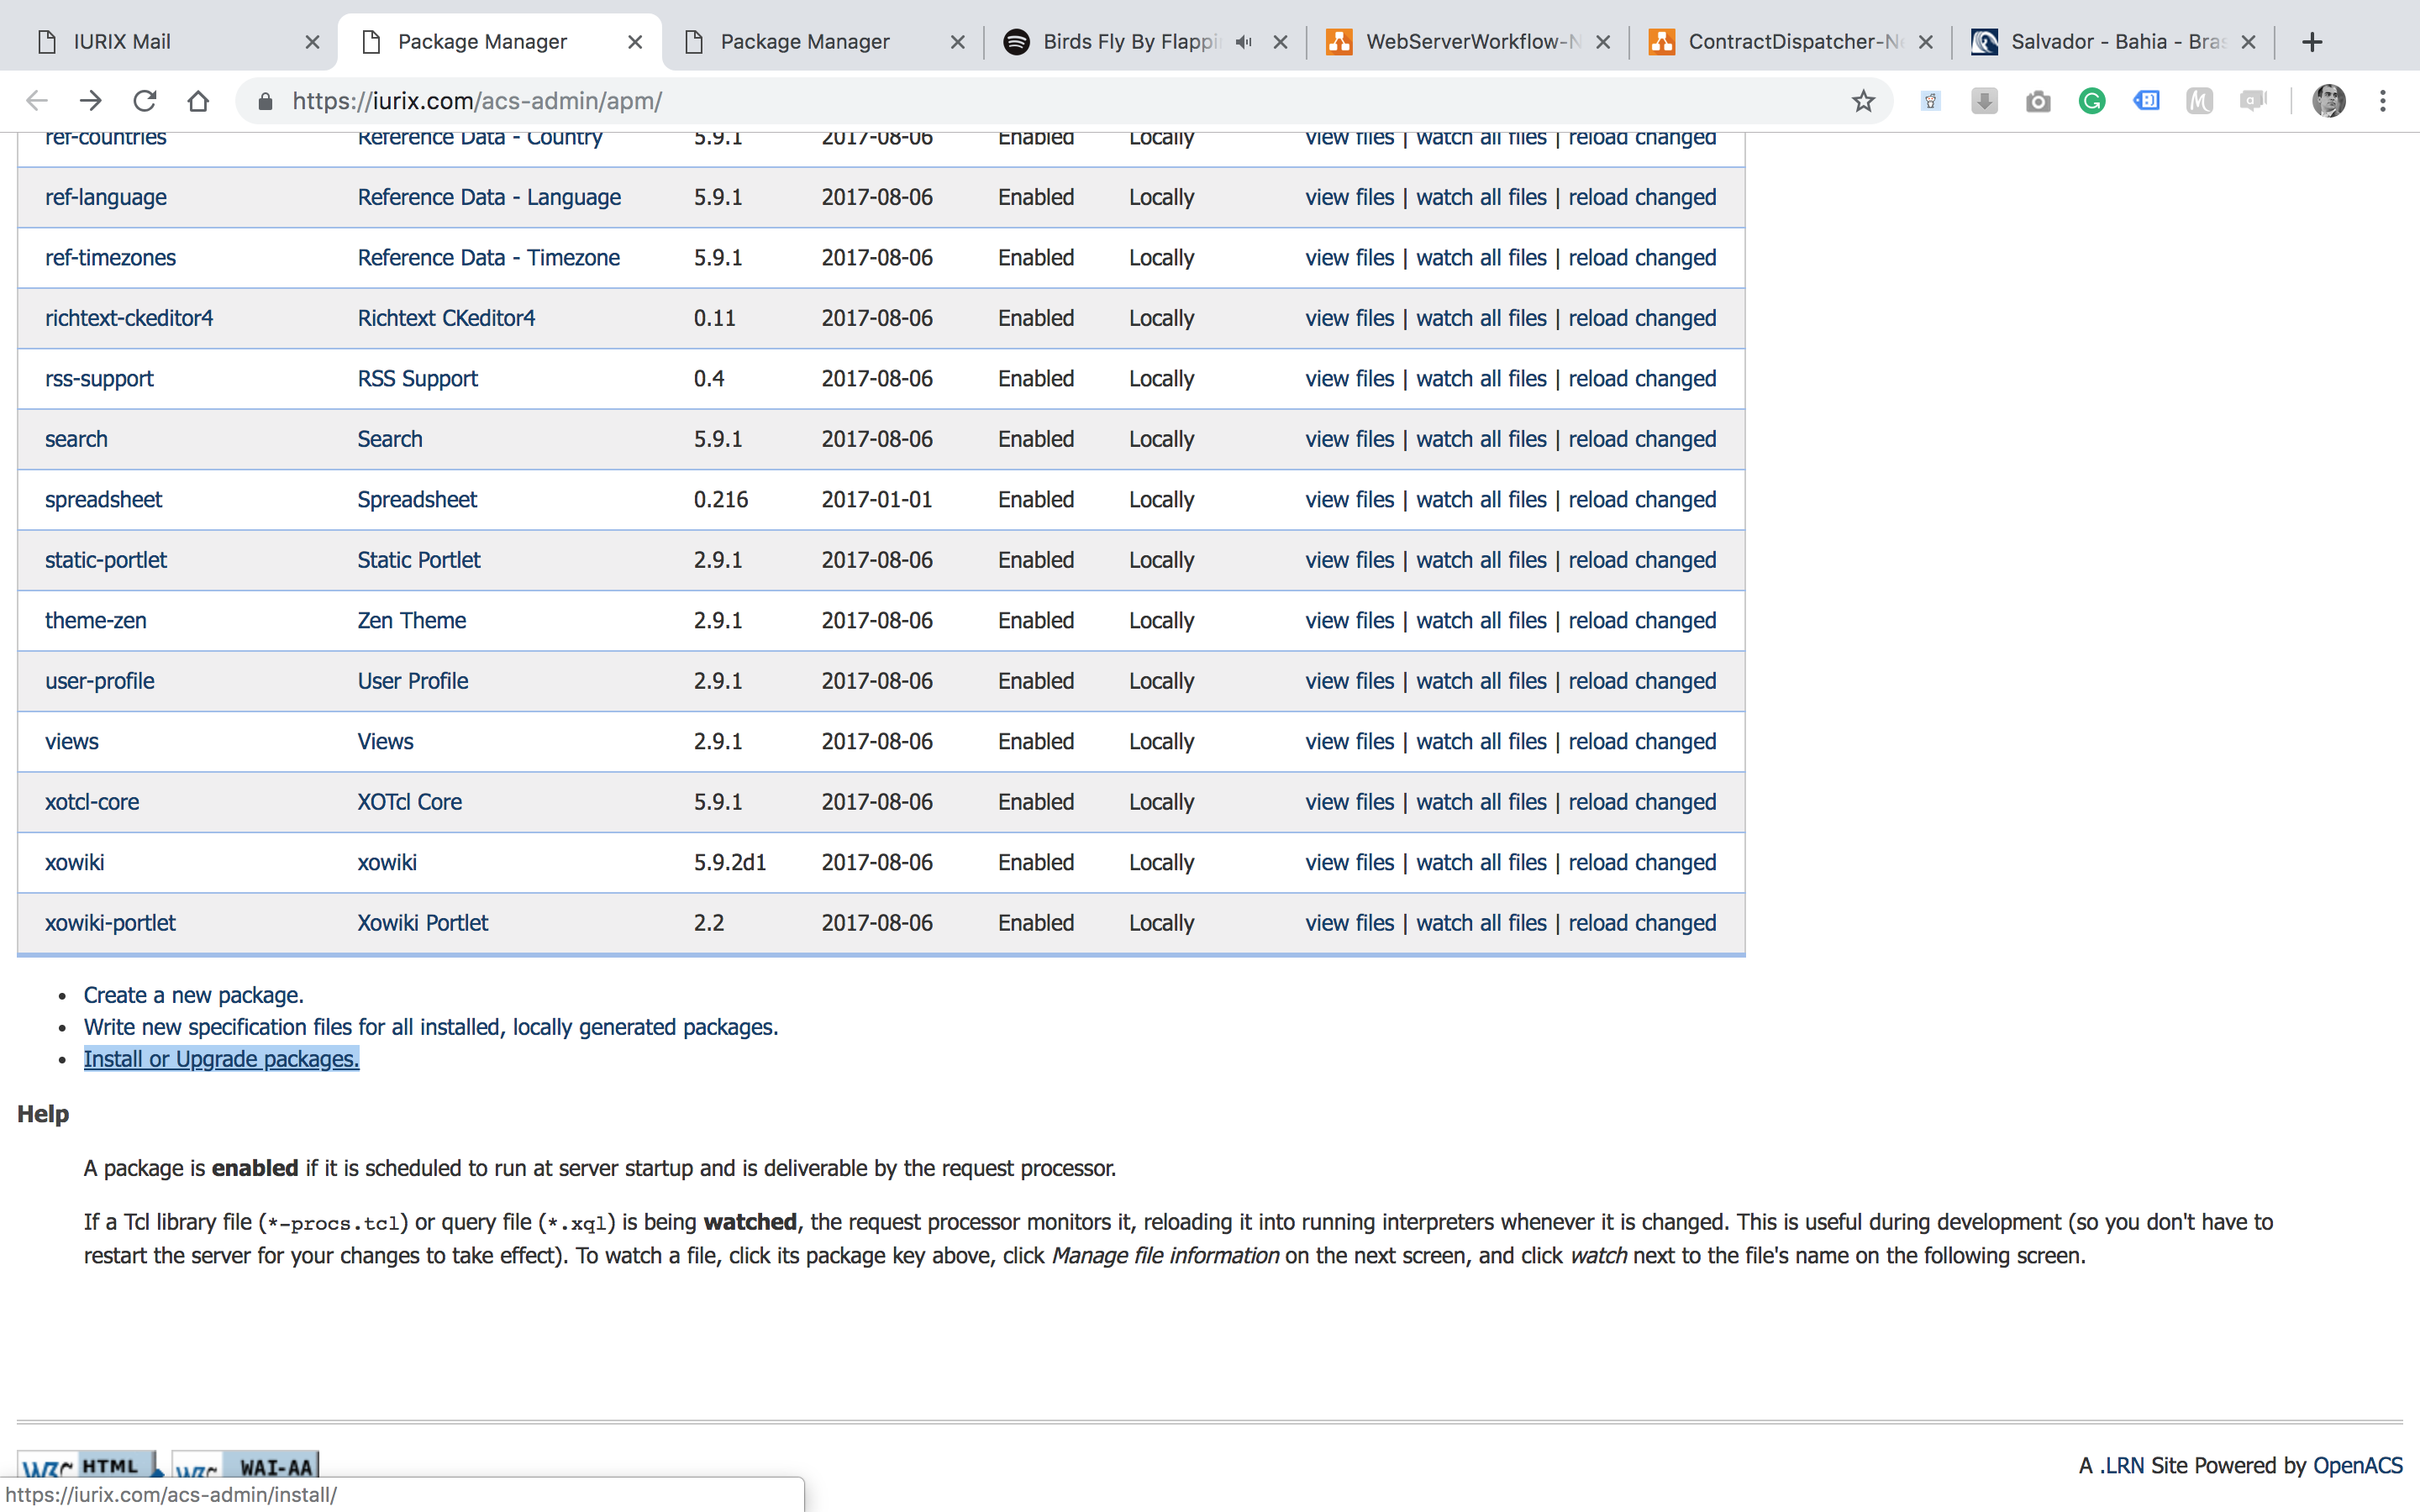 IURIX Mail
Package Manager
Package Manager
Birds Fly By Flappi
WebServerWorkflow-N
ContractDispatcher-Ne
Salvador - Bahia - Bras
https://iurix.com/acs-admin/apm/
ref-countries Reference Data - Country 5.9.1 2017-08-06 Enabled Locally view files | watch all files | reload changed
ref-language Reference Data - Language 5.9.1 2017-08-06 Enabled Locally view files | watch all files | reload changed
ref-timezones Reference Data - Timezone 5.9.1 2017-08-06 Enabled Locally view files | watch all files | reload changed
richtext-ckeditor4 Richtext CKeditor4 0.11 2017-08-06 Enabled Locally view files | watch all files | reload changed
rss-support RSS Support 0.4 2017-08-06 Enabled Locally view files | watch all files | reload changed
search Search 5.9.1 2017-08-06 Enabled Locally view files | watch all files | reload changed
spreadsheet Spreadsheet 0.216 2017-01-01 Enabled Locally view files | watch all files | reload changed
static-portlet Static Portlet 2.9.1 2017-08-06 Enabled Locally view files | watch all files | reload changed
theme-zen Zen Theme 2.9.1 2017-08-06 Enabled Locally view files | watch all files | reload changed
user-profile User Profile 2.9.1 2017-08-06 Enabled Locally view files | watch all files | reload changed
views Views 2.9.1 2017-08-06 Enabled Locally view files | watch all files | reload changed
xotcl-core XOTcl Core 5.9.1 2017-08-06 Enabled Locally view files | watch all files | reload changed
xowiki xowiki 5.9.2d1 2017-08-06 Enabled Locally view files | watch all files | reload changed
xowiki-portlet Xowiki Portlet 2.2 2017-08-06 Enabled Locally view files | watch all files | reload changed
• Create a new package.
• Write new specification files for all installed, locally generated packages.
• Install or Upgrade packages.
Help
A package is enabled if it is scheduled to run at server startup and is deliverable by the request processor.
If a Tcl library file (*-procs.tcl) or query file (*.xql) is being watched, the request processor monitors it, reloading it into running interpreters whenever it is changed. This is useful during development (so you don't have to
restart the server for your changes to take effect). To watch a file, click its package key above, click Manage file information on the next screen, and click watch next to the file's name on the following screen.
W3C HTML
W3C WAI-AA
A .LRN Site Powered by OpenACS
https://iurix.com/acs-admin/install/